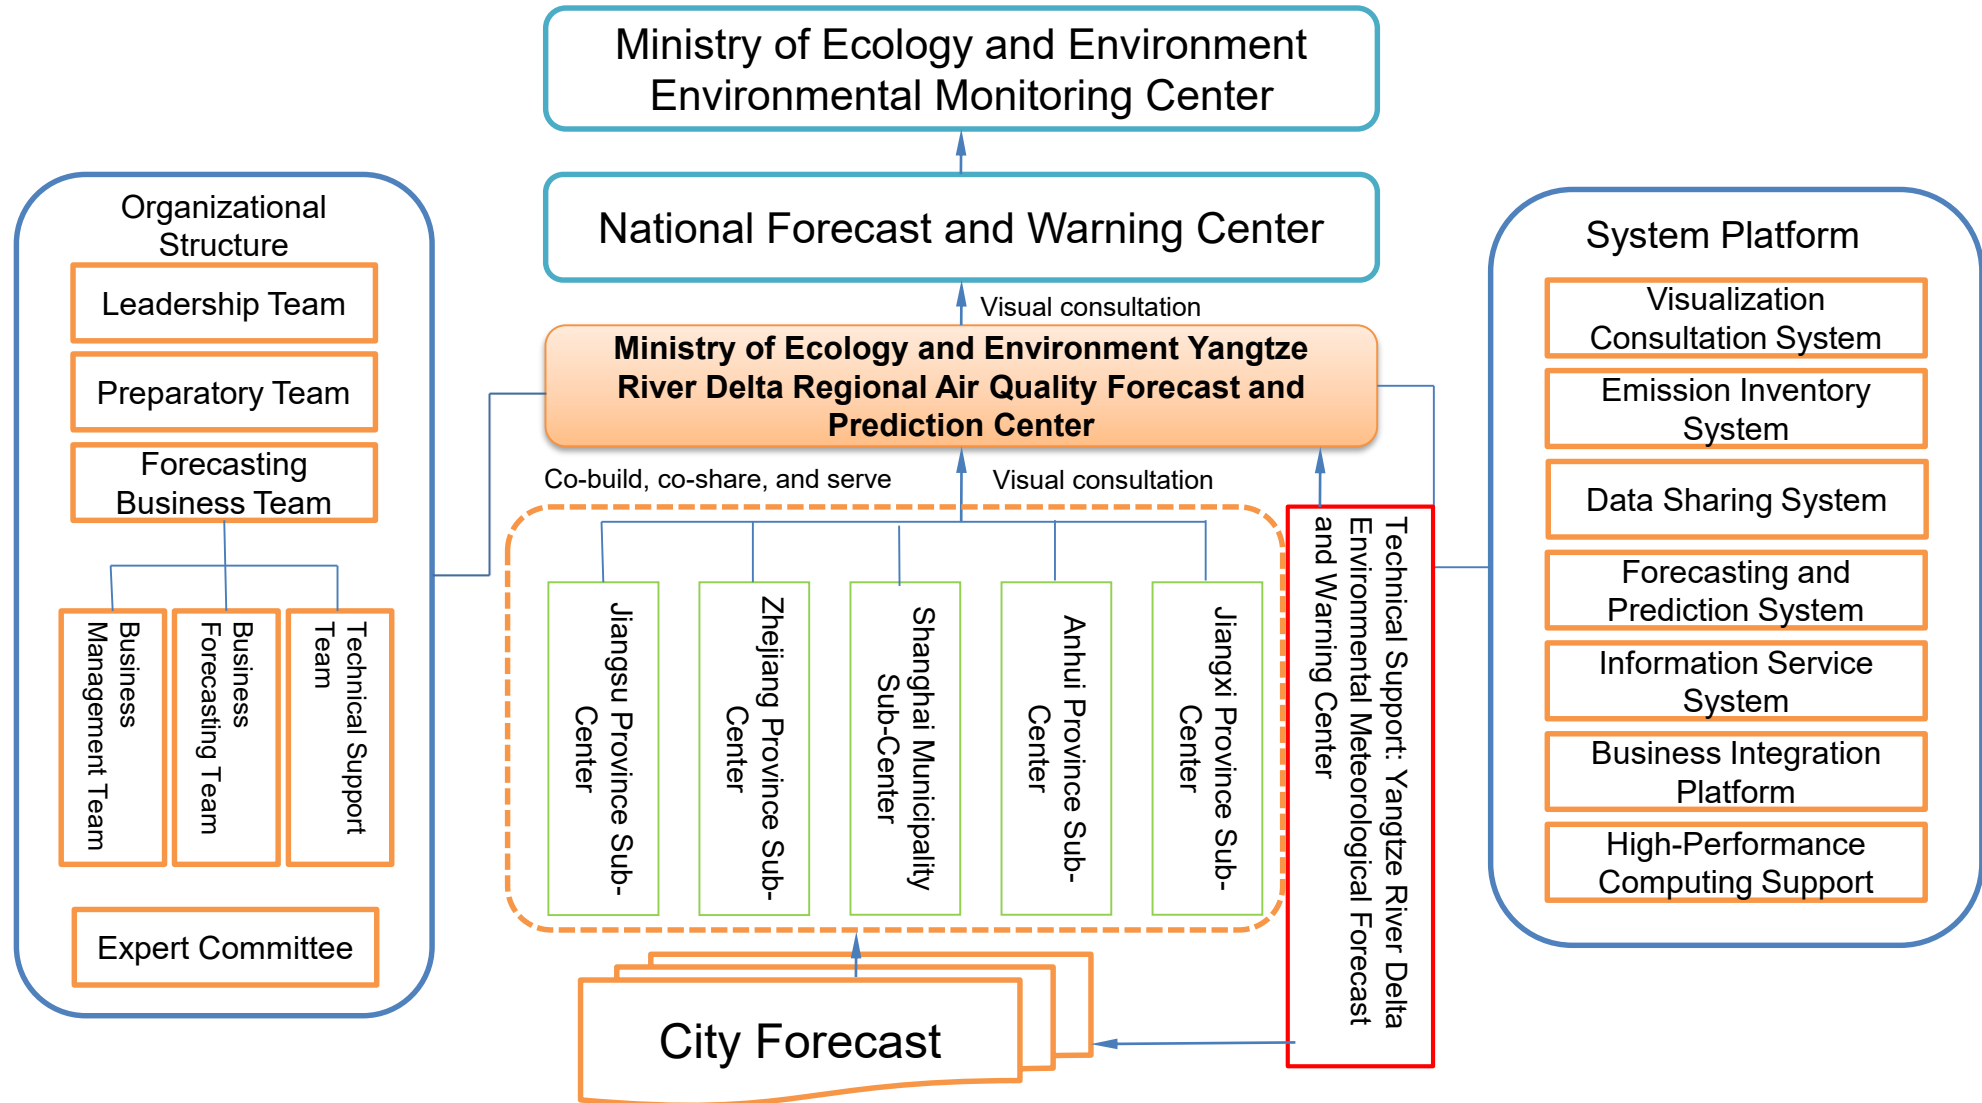 Ministry of Ecology and Environment
Environmental Monitoring Center
National Forecast and Warning Center
Visual consultation
Ministry of Ecology and Environment Yangtze
River Delta Regional Air Quality Forecast and
Prediction Center
Co-build, co-share, and serve
Visual consultation
Organizational
Structure
Leadership Team
Preparatory Team
Forecasting
Business Team
Business
Management Team
Business
Forecasting Team
Technical Support
Team
Expert Committee
Jiangsu Province Sub-
Center
Zhejiang Province Sub-
Center
Shanghai Municipality
Sub-Center
Anhui Province Sub-
Center
Jiangxi Province Sub-
Center
Technical Support: Yangtze River Delta
Environmental Meteorological Forecast
and Warning Center
City Forecast
System Platform
Visualization
Consultation System
Emission Inventory
System
Data Sharing System
Forecasting and
Prediction System
Information Service
System
Business Integration
Platform
High-Performance
Computing Support